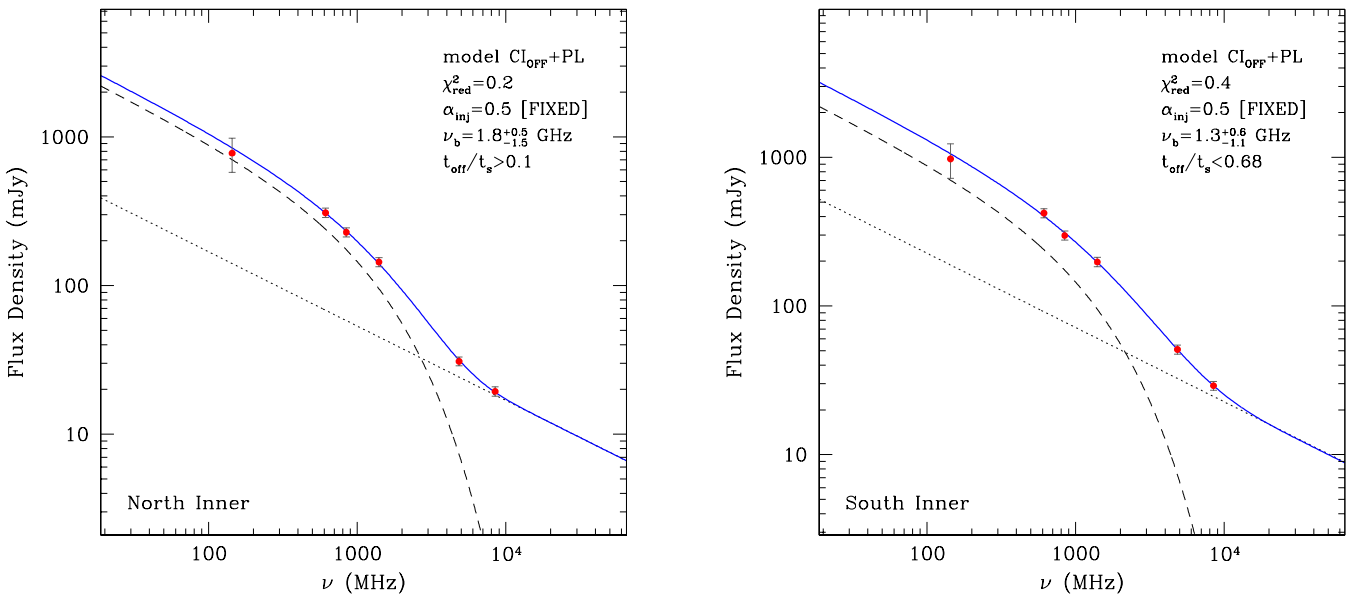 model CI_OFF+PL
χ²_red=0.2
α_inj=0.5 [FIXED]
ν_b=1.8^{+0.5}_{-1.5} GHz
t_off/t_s>0.1
1000
100
10
Flux Density (mJy)
North Inner
100 1000 10⁴
ν (MHz)
model CI_OFF+PL
χ²_red=0.4
α_inj=0.5 [FIXED]
ν_b=1.3^{+0.6}_{-1.1} GHz
t_off/t_s<0.68
1000
100
10
Flux Density (mJy)
South Inner
100 1000 10⁴
ν (MHz)